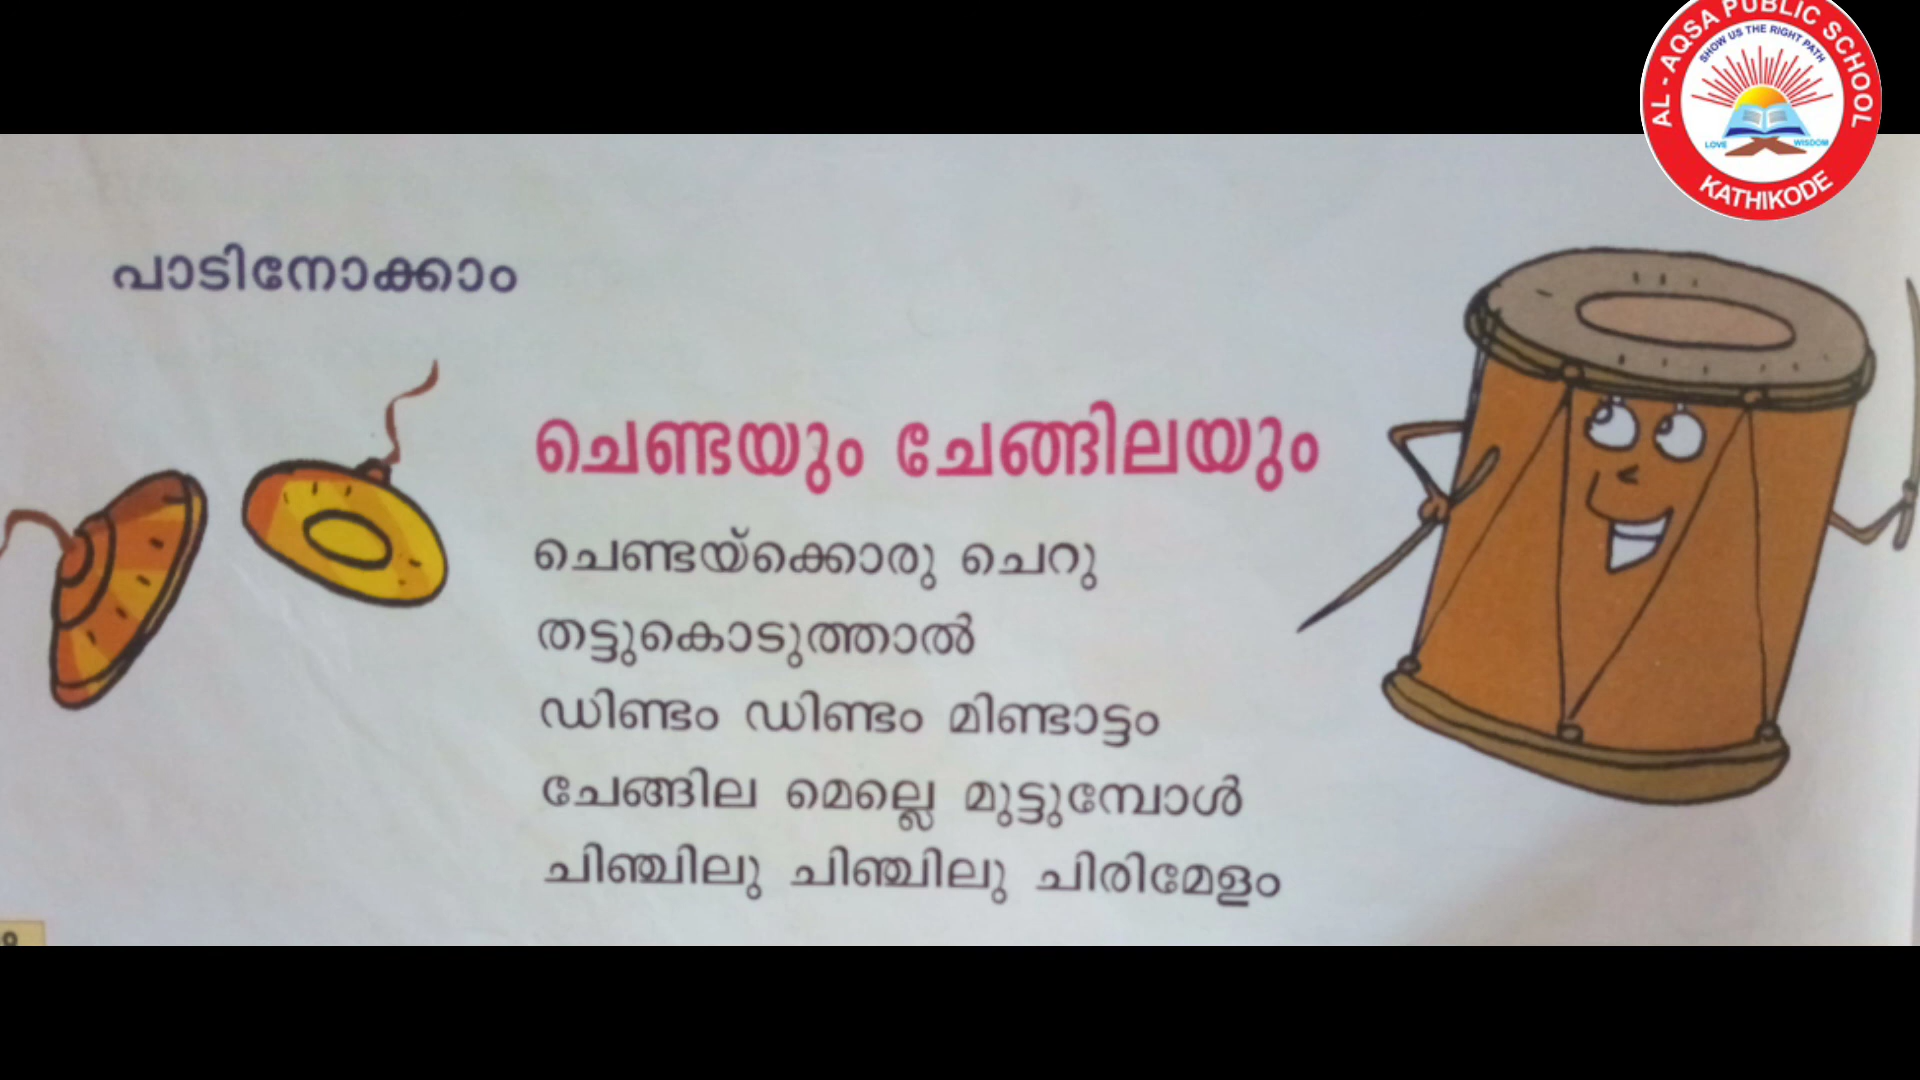 AL - AQSA PUBLIC SCHOOL
SHOW US THE RIGHT PATH
LOVE WISDOM
KATHIKODE
പാടിനോക്കാം
ചെണ്ടയും ചേങ്ങിലയും
ചെണ്ടയ്ക്കൊരു ചെറു
തട്ടുകൊടുത്താൽ
ഡിണ്ടം ഡിണ്ടം മിണ്ടാട്ടം
ചേങ്ങില മെല്ലെ മുട്ടുമ്പോൾ
ചിഞ്ചിലു ചിഞ്ചിലു ചിരിമേളം